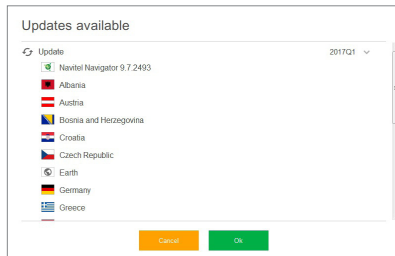 Updates available
Update 2017Q1
Navitel Navigator 9.7.2493
Albania
Austria
Bosnia and Herzegovina
Croatia
Czech Republic
Earth
Germany
Greece
Cancel Ok